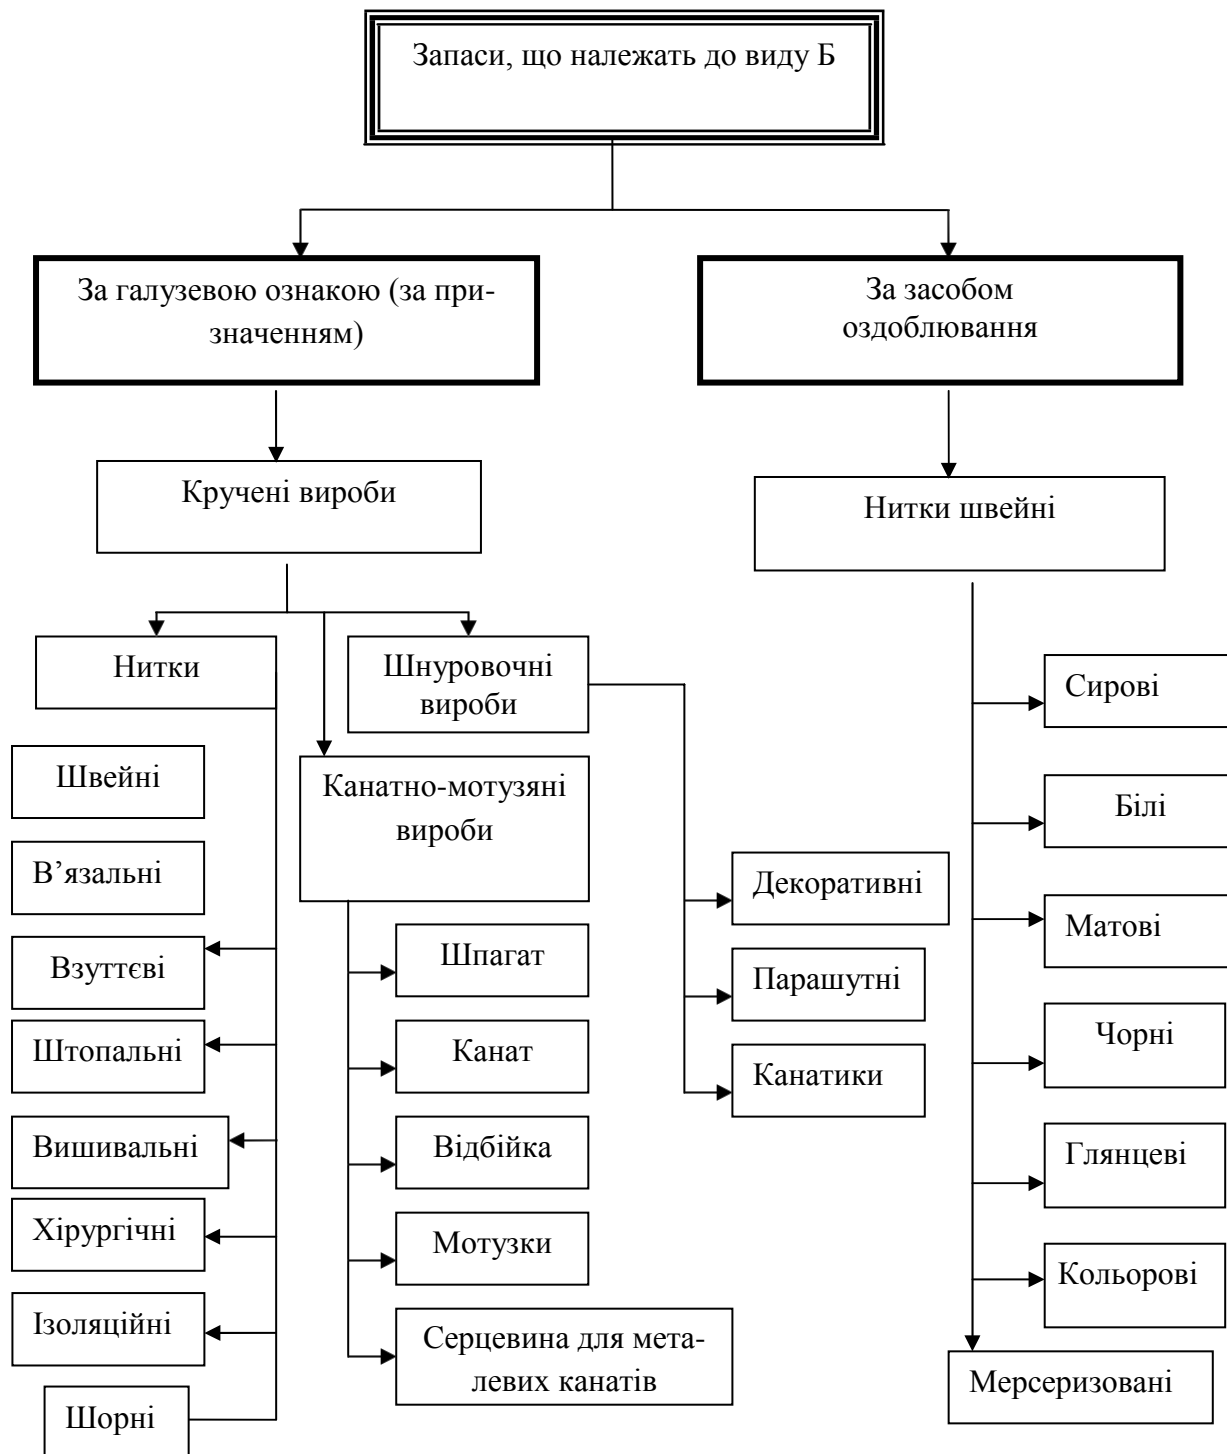 Запаси, що належать до виду Б
За галузевою ознакою (за при-
значенням)
За засобом
оздоблювання
Кручені вироби
Нитки швейні
Нитки
Шнуровочні
вироби
Канатно-мотузяні
вироби
Швейні
В’язальні
Взуттєві
Штопальні
Вишивальні
Хірургічні
Ізоляційні
Шорні
Шпагат
Канат
Відбійка
Мотузки
Серцевина для мета-
левих канатів
Декоративні
Парашутні
Канатики
Сирові
Білі
Матові
Чорні
Глянцеві
Кольорові
Мерсеризовані